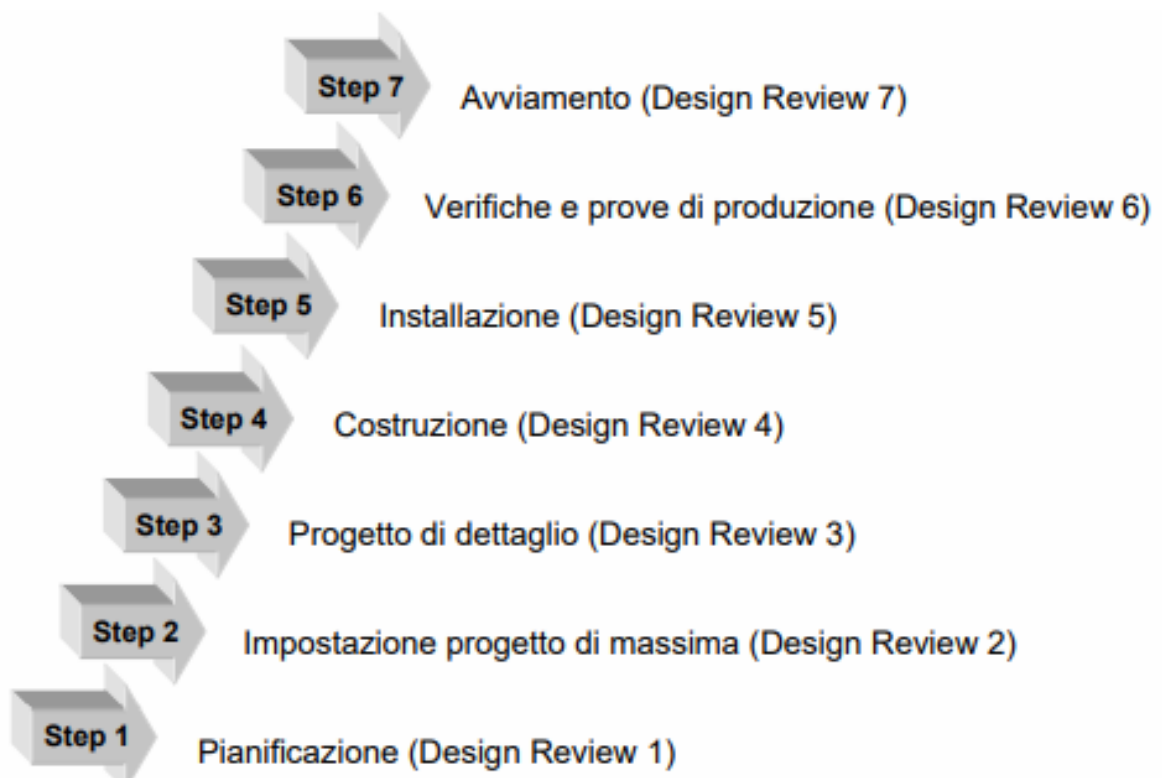 Step 7 Avviamento (Design Review 7)
Step 6 Verifiche e prove di produzione (Design Review 6)
Step 5 Installazione (Design Review 5)
Step 4 Costruzione (Design Review 4)
Step 3 Progetto di dettaglio (Design Review 3)
Step 2 Impostazione progetto di massima (Design Review 2)
Step 1 Pianificazione (Design Review 1)